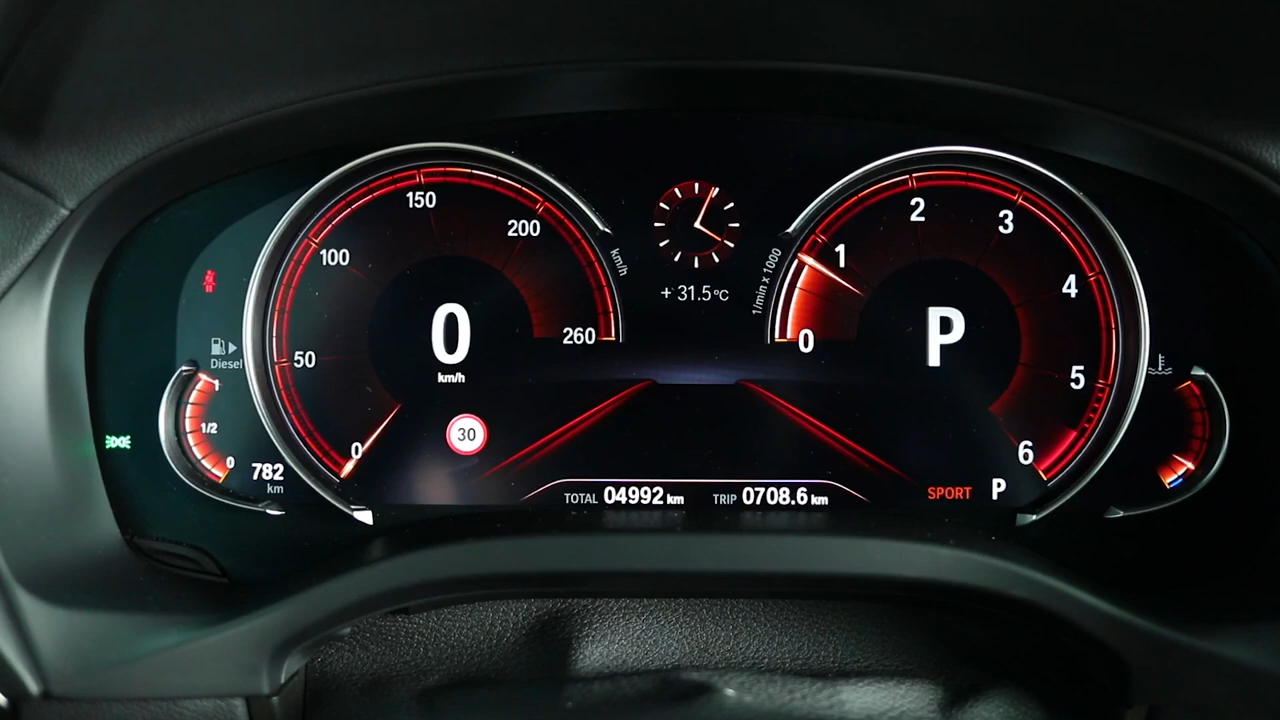 150
200
100
km/h
+ 31.5°C
260
50
0
km/h
0
30
Diesel
1
1/2
0
782
km
TOTAL 04992 km TRIP 0708.6 km
1/min x 1000
1
2
3
4
5
6
0
P
SPORT P